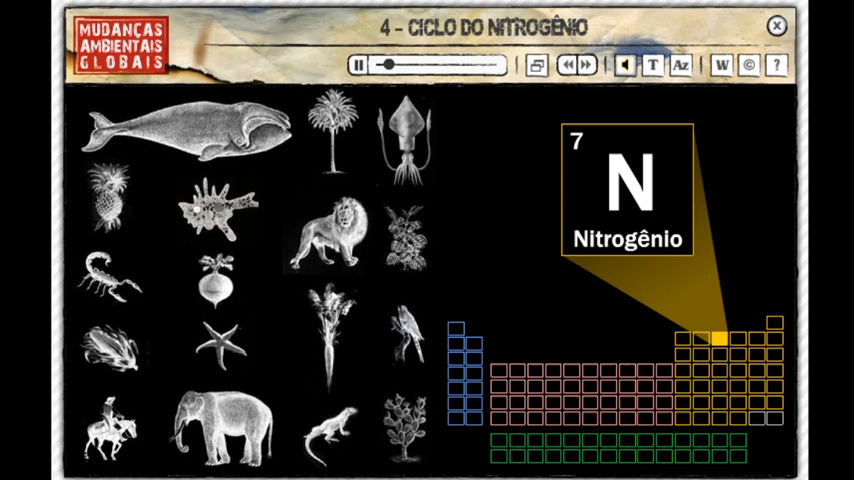 MUDANÇAS
AMBIENTAIS
GLOBAIS
4 - CICLO DO NITROGÊNIO
T Az W © ?
7
N
Nitrogênio